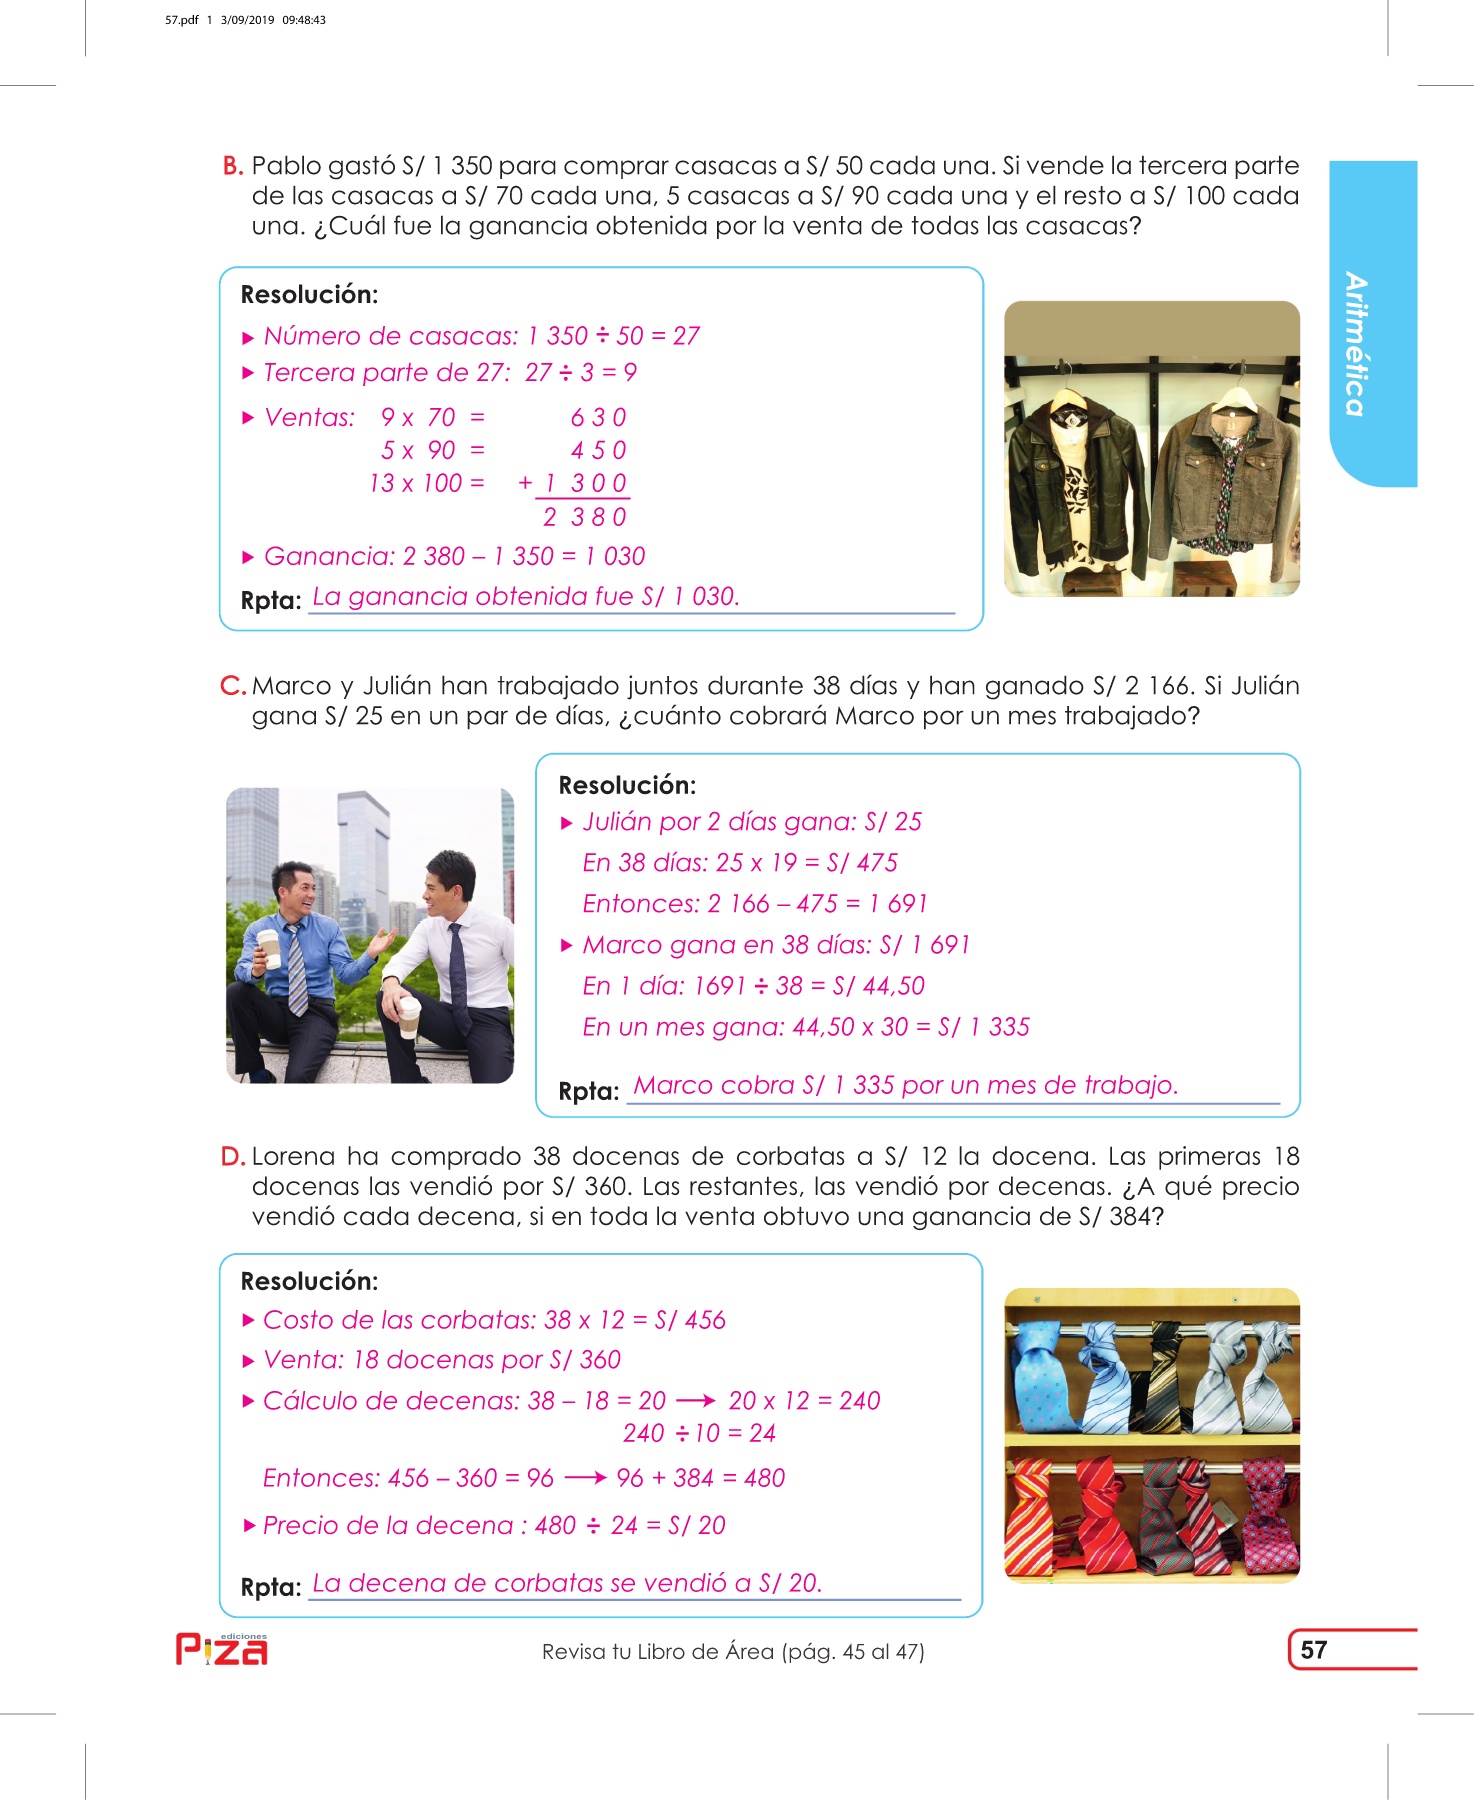 57.pdf 1 3/09/2019 09:48:43
B. Pablo gastó S/ 1 350 para comprar casacas a S/ 50 cada una. Si vende la tercera parte
de las casacas a S/ 70 cada una, 5 casacas a S/ 90 cada una y el resto a S/ 100 cada
una. ¿Cuál fue la ganancia obtenida por la venta de todas las casacas?
Aritmética
Resolución:
▶ Número de casacas: 1 350 ÷ 50 = 27
▶ Tercera parte de 27: 27 ÷ 3 = 9
▶ Ventas: 9 x 70 = 6 3 0
5 x 90 = 4 5 0
13 x 100 = + 1 3 0 0
2 3 8 0
▶ Ganancia: 2 380 – 1 350 = 1 030
Rpta: La ganancia obtenida fue S/ 1 030.
C. Marco y Julián han trabajado juntos durante 38 días y han ganado S/ 2 166. Si Julián
gana S/ 25 en un par de días, ¿cuánto cobrará Marco por un mes trabajado?
Resolución:
▶ Julián por 2 días gana: S/ 25
En 38 días: 25 x 19 = S/ 475
Entonces: 2 166 – 475 = 1 691
▶ Marco gana en 38 días: S/ 1 691
En 1 día: 1691 ÷ 38 = S/ 44,50
En un mes gana: 44,50 x 30 = S/ 1 335
Rpta: Marco cobra S/ 1 335 por un mes de trabajo.
D. Lorena ha comprado 38 docenas de corbatas a S/ 12 la docena. Las primeras 18
docenas las vendió por S/ 360. Las restantes, las vendió por decenas. ¿A qué precio
vendió cada decena, si en toda la venta obtuvo una ganancia de S/ 384?
Resolución:
▶ Costo de las corbatas: 38 x 12 = S/ 456
▶ Venta: 18 docenas por S/ 360
▶ Cálculo de decenas: 38 – 18 = 20 ⟶ 20 x 12 = 240
240 ÷ 10 = 24
Entonces: 456 – 360 = 96 ⟶ 96 + 384 = 480
▶ Precio de la decena : 480 ÷ 24 = S/ 20
Rpta: La decena de corbatas se vendió a S/ 20.
ediciones
Piza
Revisa tu Libro de Área (pág. 45 al 47)
57